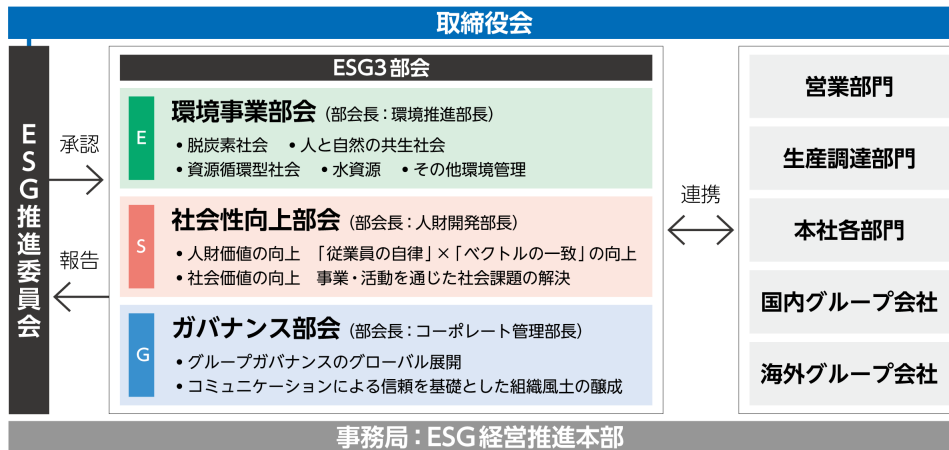 取締役会
ESG推進委員会
承認
報告
ESG3部会
E
環境事業部会 (部会長:環境推進部長)
• 脱炭素社会 • 人と自然の共生社会
• 資源循環型社会 • 水資源 • その他環境管理
S
社会性向上部会 (部会長:人財開発部長)
• 人財価値の向上 「従業員の自律」×「ベクトルの一致」の向上
• 社会価値の向上 事業・活動を通じた社会課題の解決
G
ガバナンス部会 (部会長:コーポレート管理部長)
• グループガバナンスのグローバル展開
• コミュニケーションによる信頼を基礎とした組織風土の醸成
連携
営業部門
生産調達部門
本社各部門
国内グループ会社
海外グループ会社
事務局:ESG経営推進本部